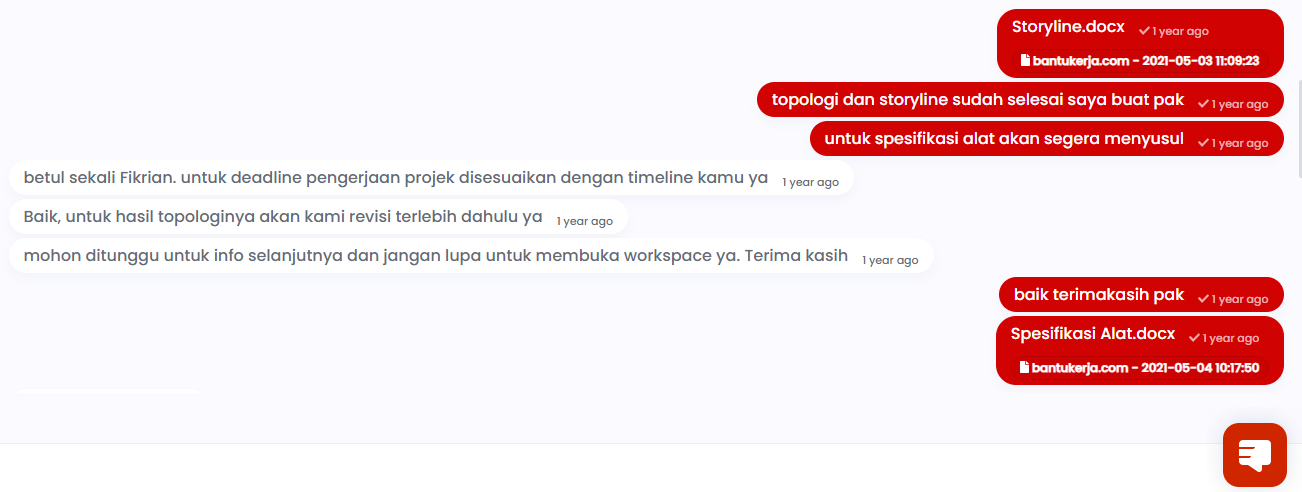 Storyline.docx 1 year ago
bantukerja.com - 2021-05-03 11:09:23
topologi dan storyline sudah selesai saya buat pak 1 year ago
untuk spesifikasi alat akan segera menyusul 1 year ago
betul sekali Fikrian. untuk deadline pengerjaan projek disesuaikan dengan timeline kamu ya 1 year ago
Baik, untuk hasil topologinya akan kami revisi terlebih dahulu ya 1 year ago
mohon ditunggu untuk info selanjutnya dan jangan lupa untuk membuka workspace ya. Terima kasih 1 year ago
baik terimakasih pak 1 year ago
Spesifikasi Alat.docx 1 year ago
bantukerja.com - 2021-05-04 10:17:50